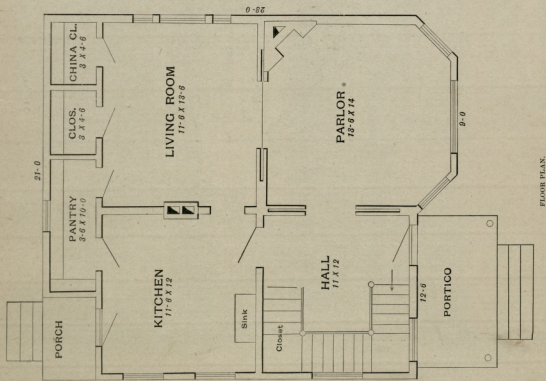 28-0
CHINA CL.
3 X 4-6
CLOS.
3 X 4-6
PANTRY
3-6 X 10-0
21-0
PORCH
LIVING ROOM
11-6 X 13-6
KITCHEN
11-6 X 12
Sink
PARLOR
13-6 X 14
9-0
HALL
11 X 12
Closet
12-6
PORTICO
FLOOR PLAN.